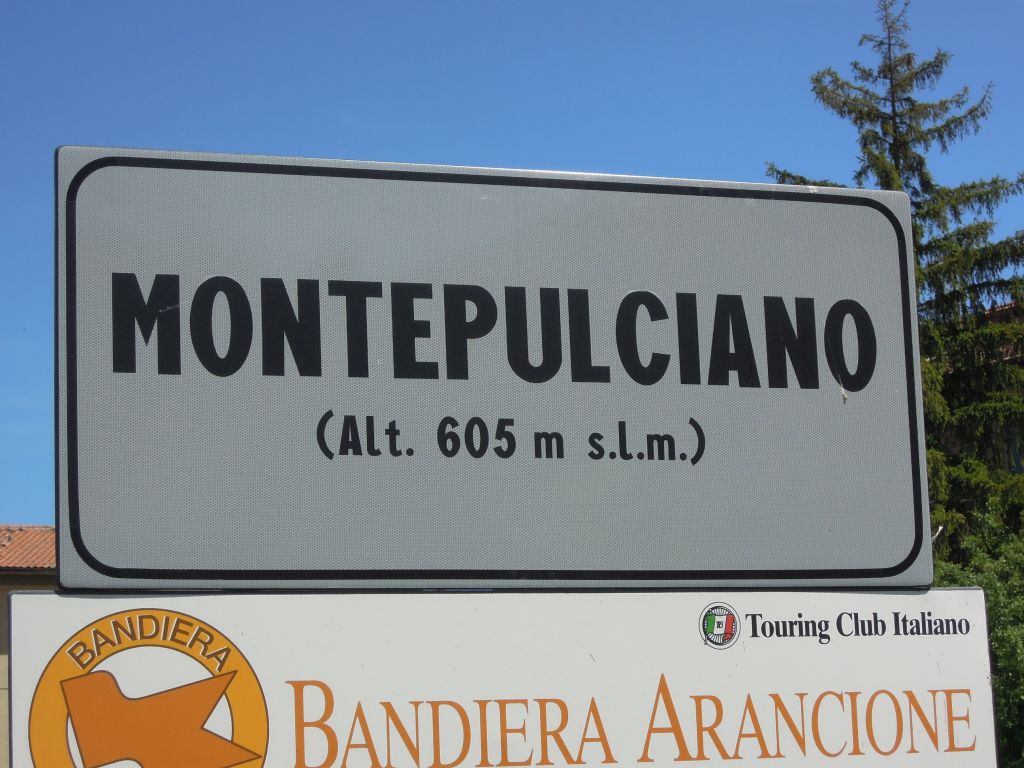 MONTEPULCIANO
(Alt. 605 m s.l.m.)
Touring Club Italiano
BANDIERA
BANDIERA ARANCIONE